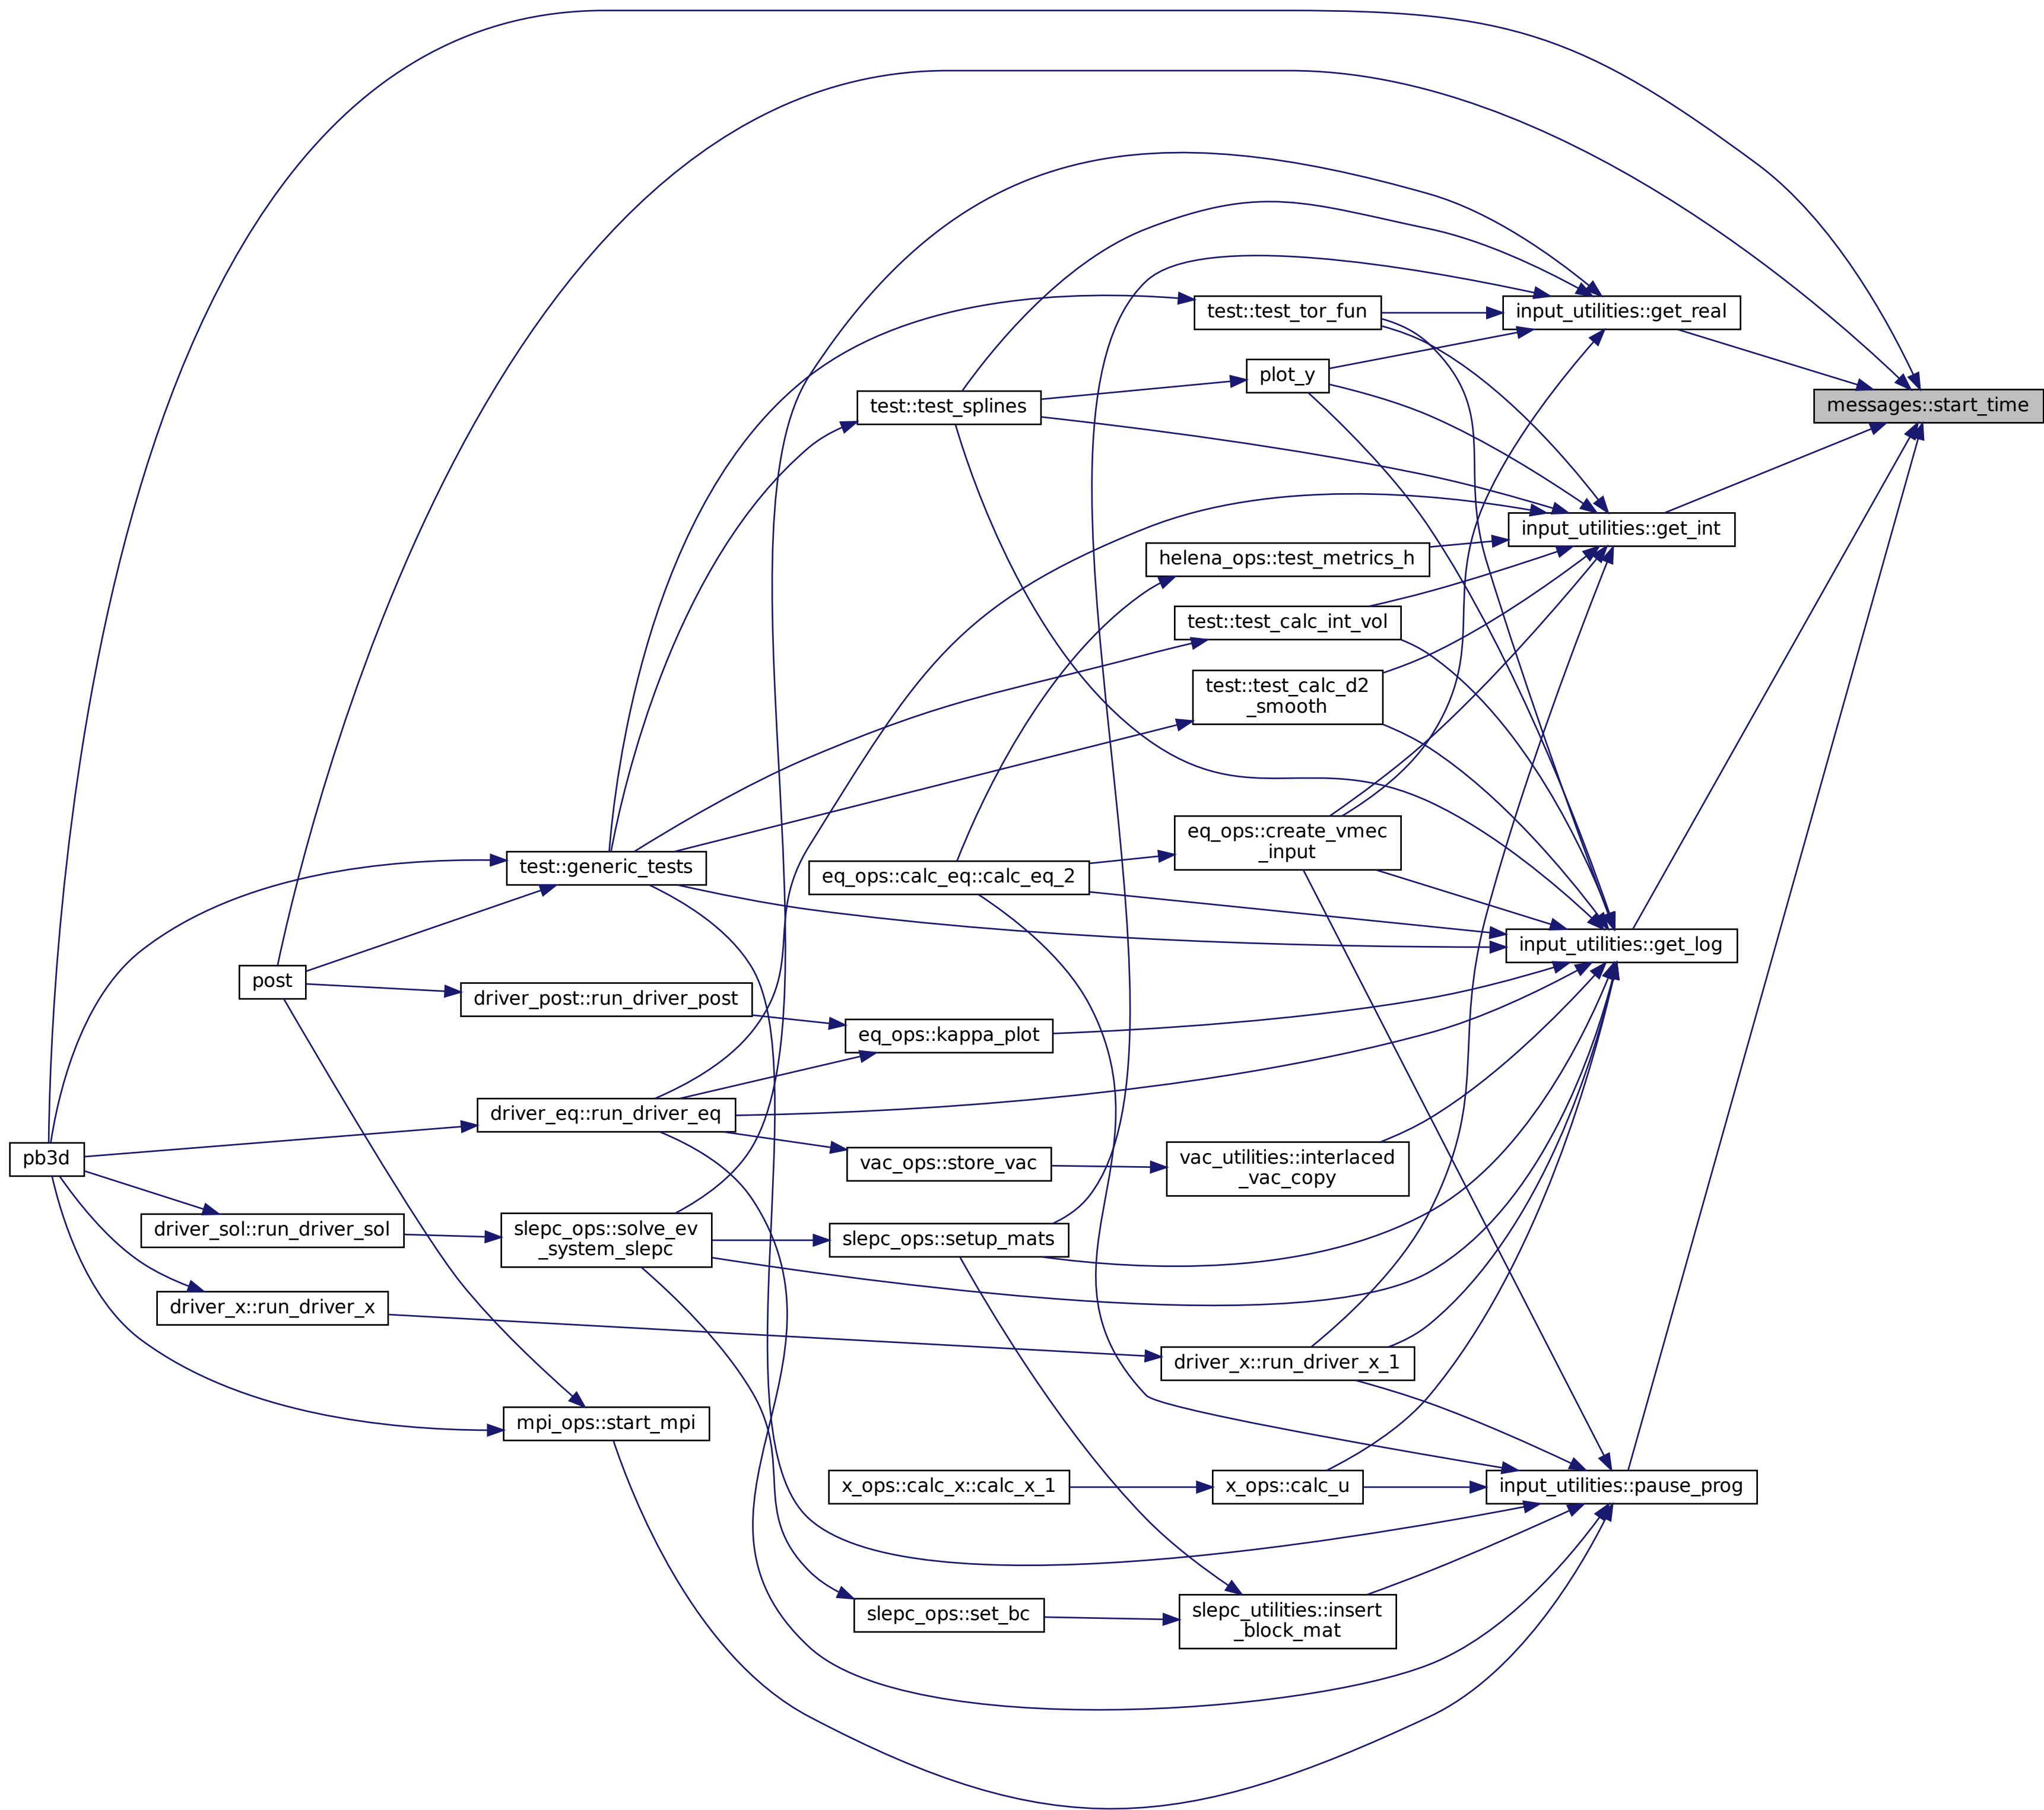 test::test_tor_fun
input_utilities::get_real
plot_y
test::test_splines
messages::start_time
input_utilities::get_int
helena_ops::test_metrics_h
test::test_calc_int_vol
test::test_calc_d2
_smooth
eq_ops::create_vmec
_input
test::generic_tests
eq_ops::calc_eq::calc_eq_2
input_utilities::get_log
post
driver_post::run_driver_post
eq_ops::kappa_plot
driver_eq::run_driver_eq
pb3d
vac_ops::store_vac
vac_utilities::interlaced
_vac_copy
driver_sol::run_driver_sol
slepc_ops::solve_ev
_system_slepc
slepc_ops::setup_mats
driver_x::run_driver_x
driver_x::run_driver_x_1
mpi_ops::start_mpi
x_ops::calc_x::calc_x_1
x_ops::calc_u
input_utilities::pause_prog
slepc_ops::set_bc
slepc_utilities::insert
_block_mat